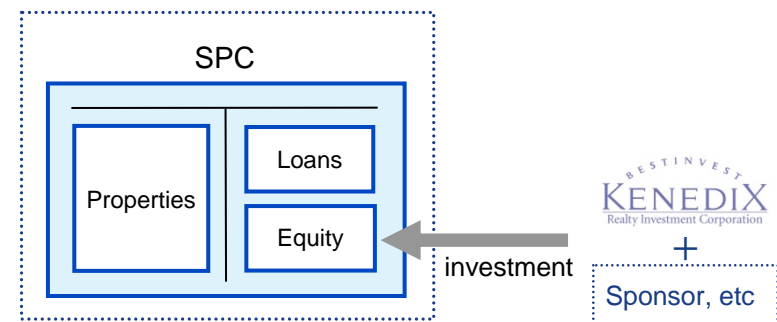 SPC
Properties
Loans
Equity
investment
BESTINVEST
KENEDIX
Realty Investment Corporation
+
Sponsor, etc